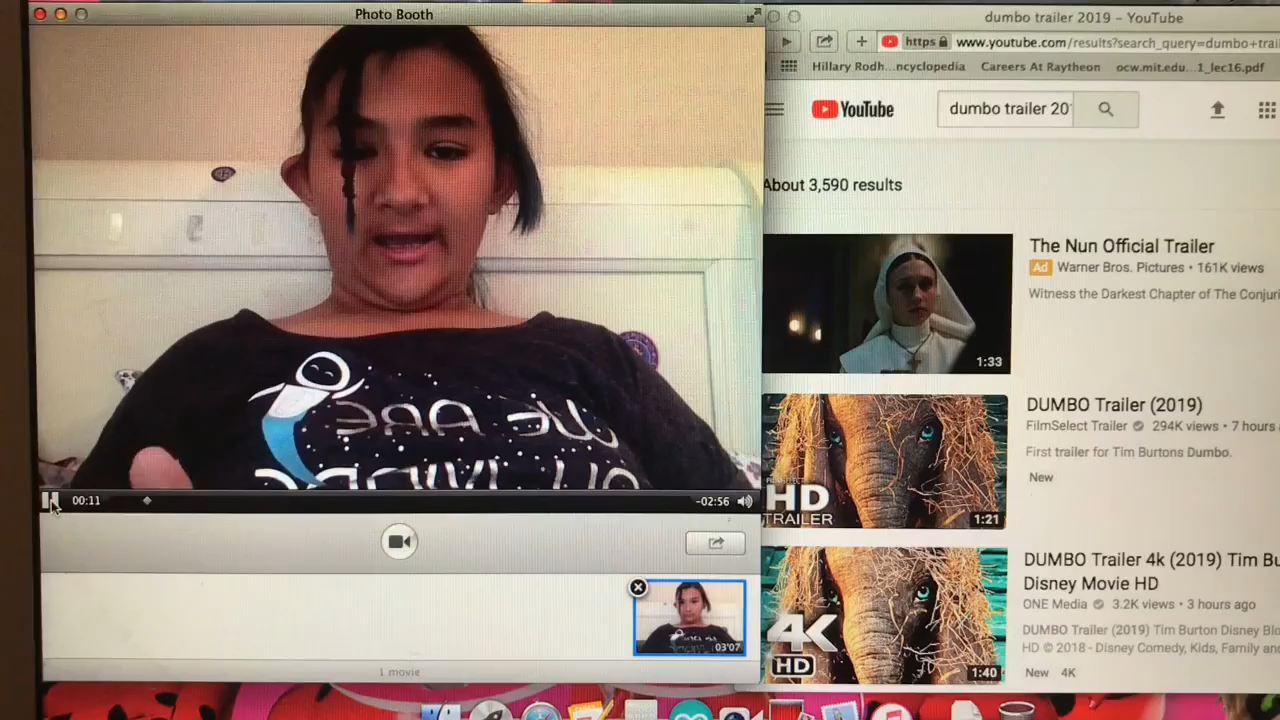 Photo Booth
WE ARE
00:11
-02:56
03'07
1 movie
dumbo trailer 2019 – YouTube
https
www.youtube.com/results?search_query=dumbo+trai
Hillary Rodh...ncyclopedia
Careers At Raytheon
ocw.mit.edu...1_lec16.pdf
YouTube
dumbo trailer 20
About 3,590 results
1:33
The Nun Official Trailer
Ad Warner Bros. Pictures • 161K views
Witness the Darkest Chapter of The Conjuri
HD
TRAILER
1:21
DUMBO Trailer (2019)
FilmSelect Trailer 294K views • 7 hours
First trailer for Tim Burtons Dumbo.
New
4K
HD
1:40
DUMBO Trailer 4k (2019) Tim Bu
Disney Movie HD
ONE Media 3.2K views • 3 hours ago
DUMBO Trailer (2019) Tim Burton Disney Blo
HD © 2018 - Disney Comedy, Kids, Family and
New 4K